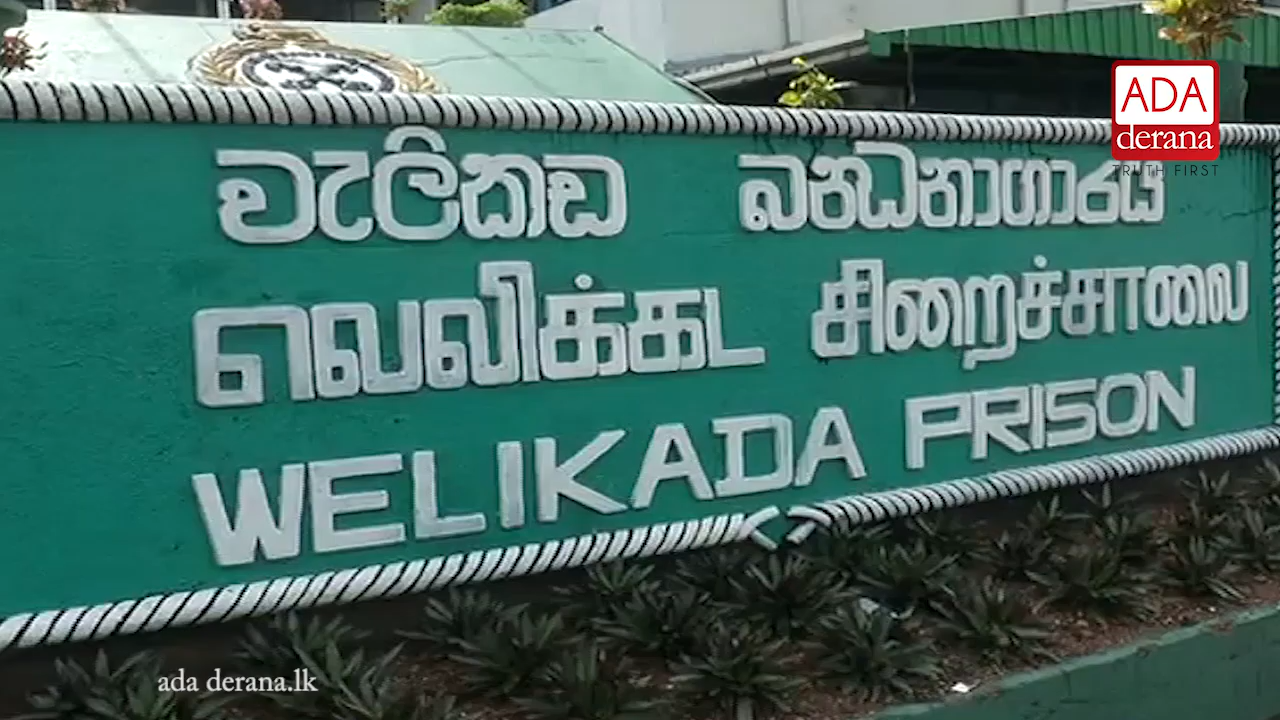 ADA
derana
TRUTH FIRST
වැලිකඩ බන්ධනාගාරය
வெலிக்கட சிறைச்சாலை
WELIKADA PRISON
ada derana.lk